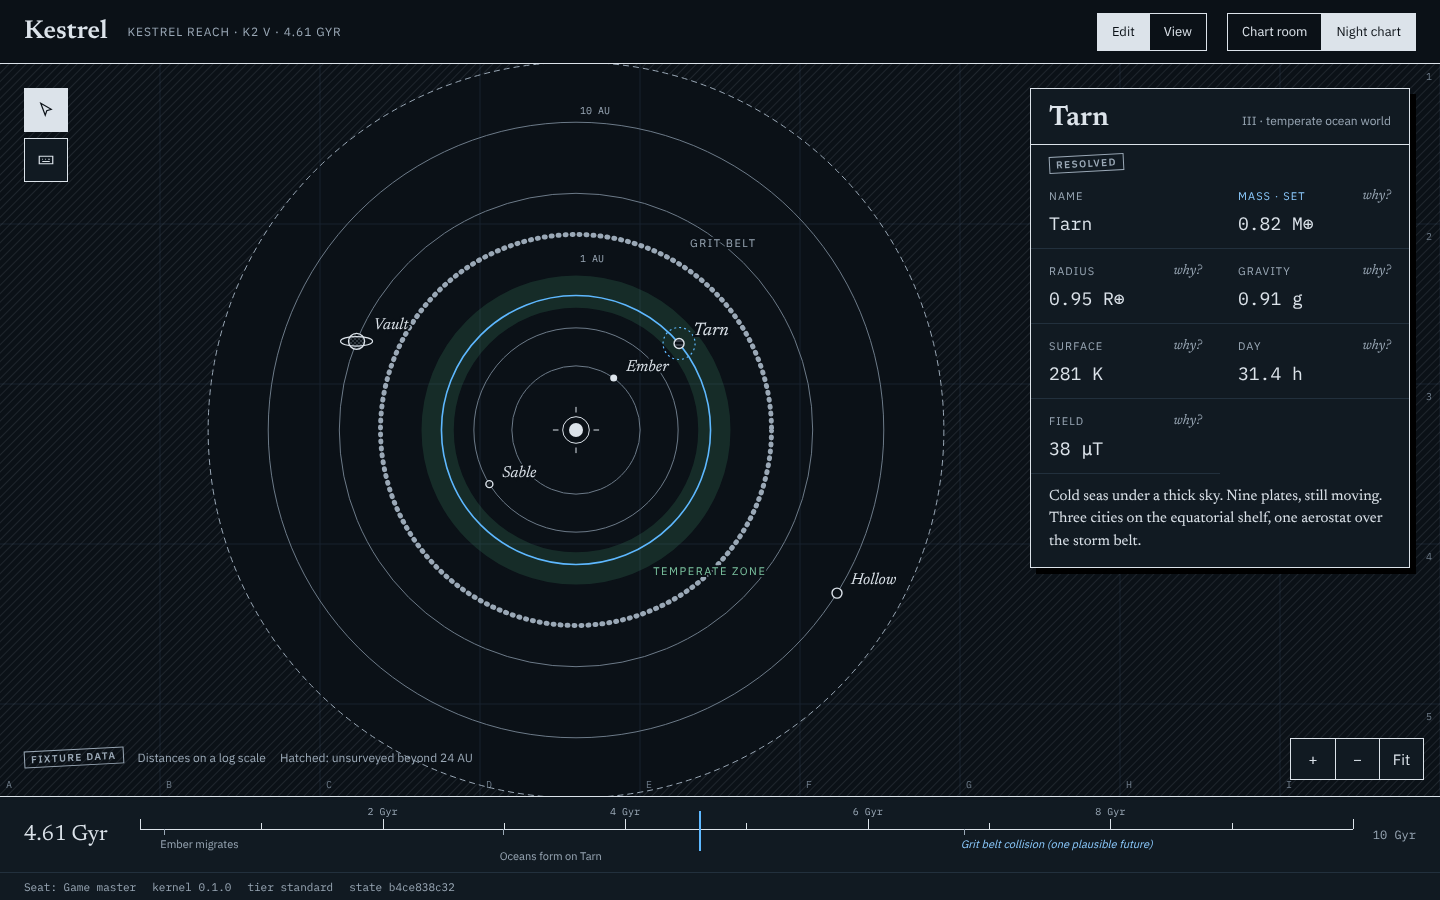 Kestrel
KESTREL REACH · K2 V · 4.61 GYR
Edit
View
Chart room
Night chart
1
2
3
4
5
10 AU
GRIT BELT
1 AU
Vault
Tarn
Ember
Sable
TEMPERATE ZONE
Hollow
Tarn
III · temperate ocean world
RESOLVED
NAME
Tarn
MASS · SET
why?
0.82 M⊕
RADIUS
why?
0.95 R⊕
GRAVITY
why?
0.91 g
SURFACE
why?
281 K
DAY
why?
31.4 h
FIELD
why?
38 µT
Cold seas under a thick sky. Nine plates, still moving.
Three cities on the equatorial shelf, one aerostat over
the storm belt.
FIXTURE DATA
Distances on a log scale
Hatched: unsurveyed beyond 24 AU
+
−
Fit
A
B
C
D
E
F
G
H
I
4.61 Gyr
2 Gyr
4 Gyr
6 Gyr
8 Gyr
10 Gyr
Ember migrates
Oceans form on Tarn
Grit belt collision (one plausible future)
Seat: Game master
kernel 0.1.0
tier standard
state b4ce838c32